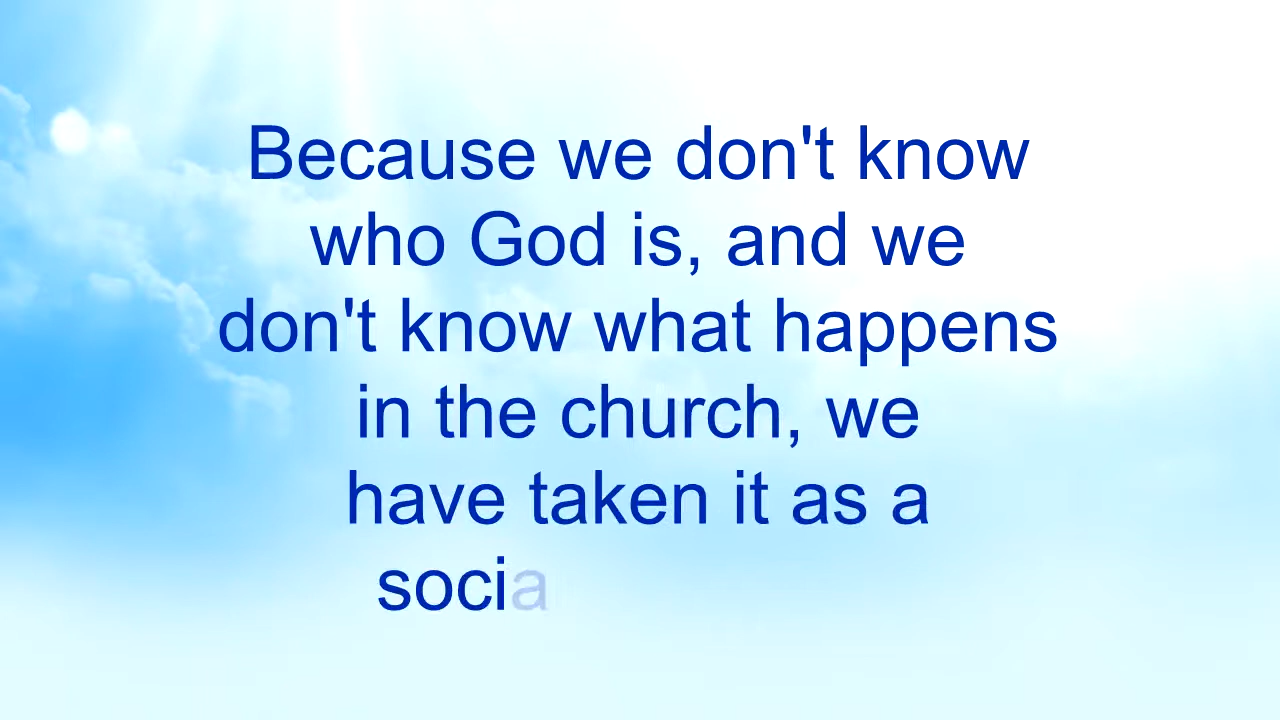 Because we don't know
who God is, and we
don't know what happens
in the church, we
have taken it as a
socia